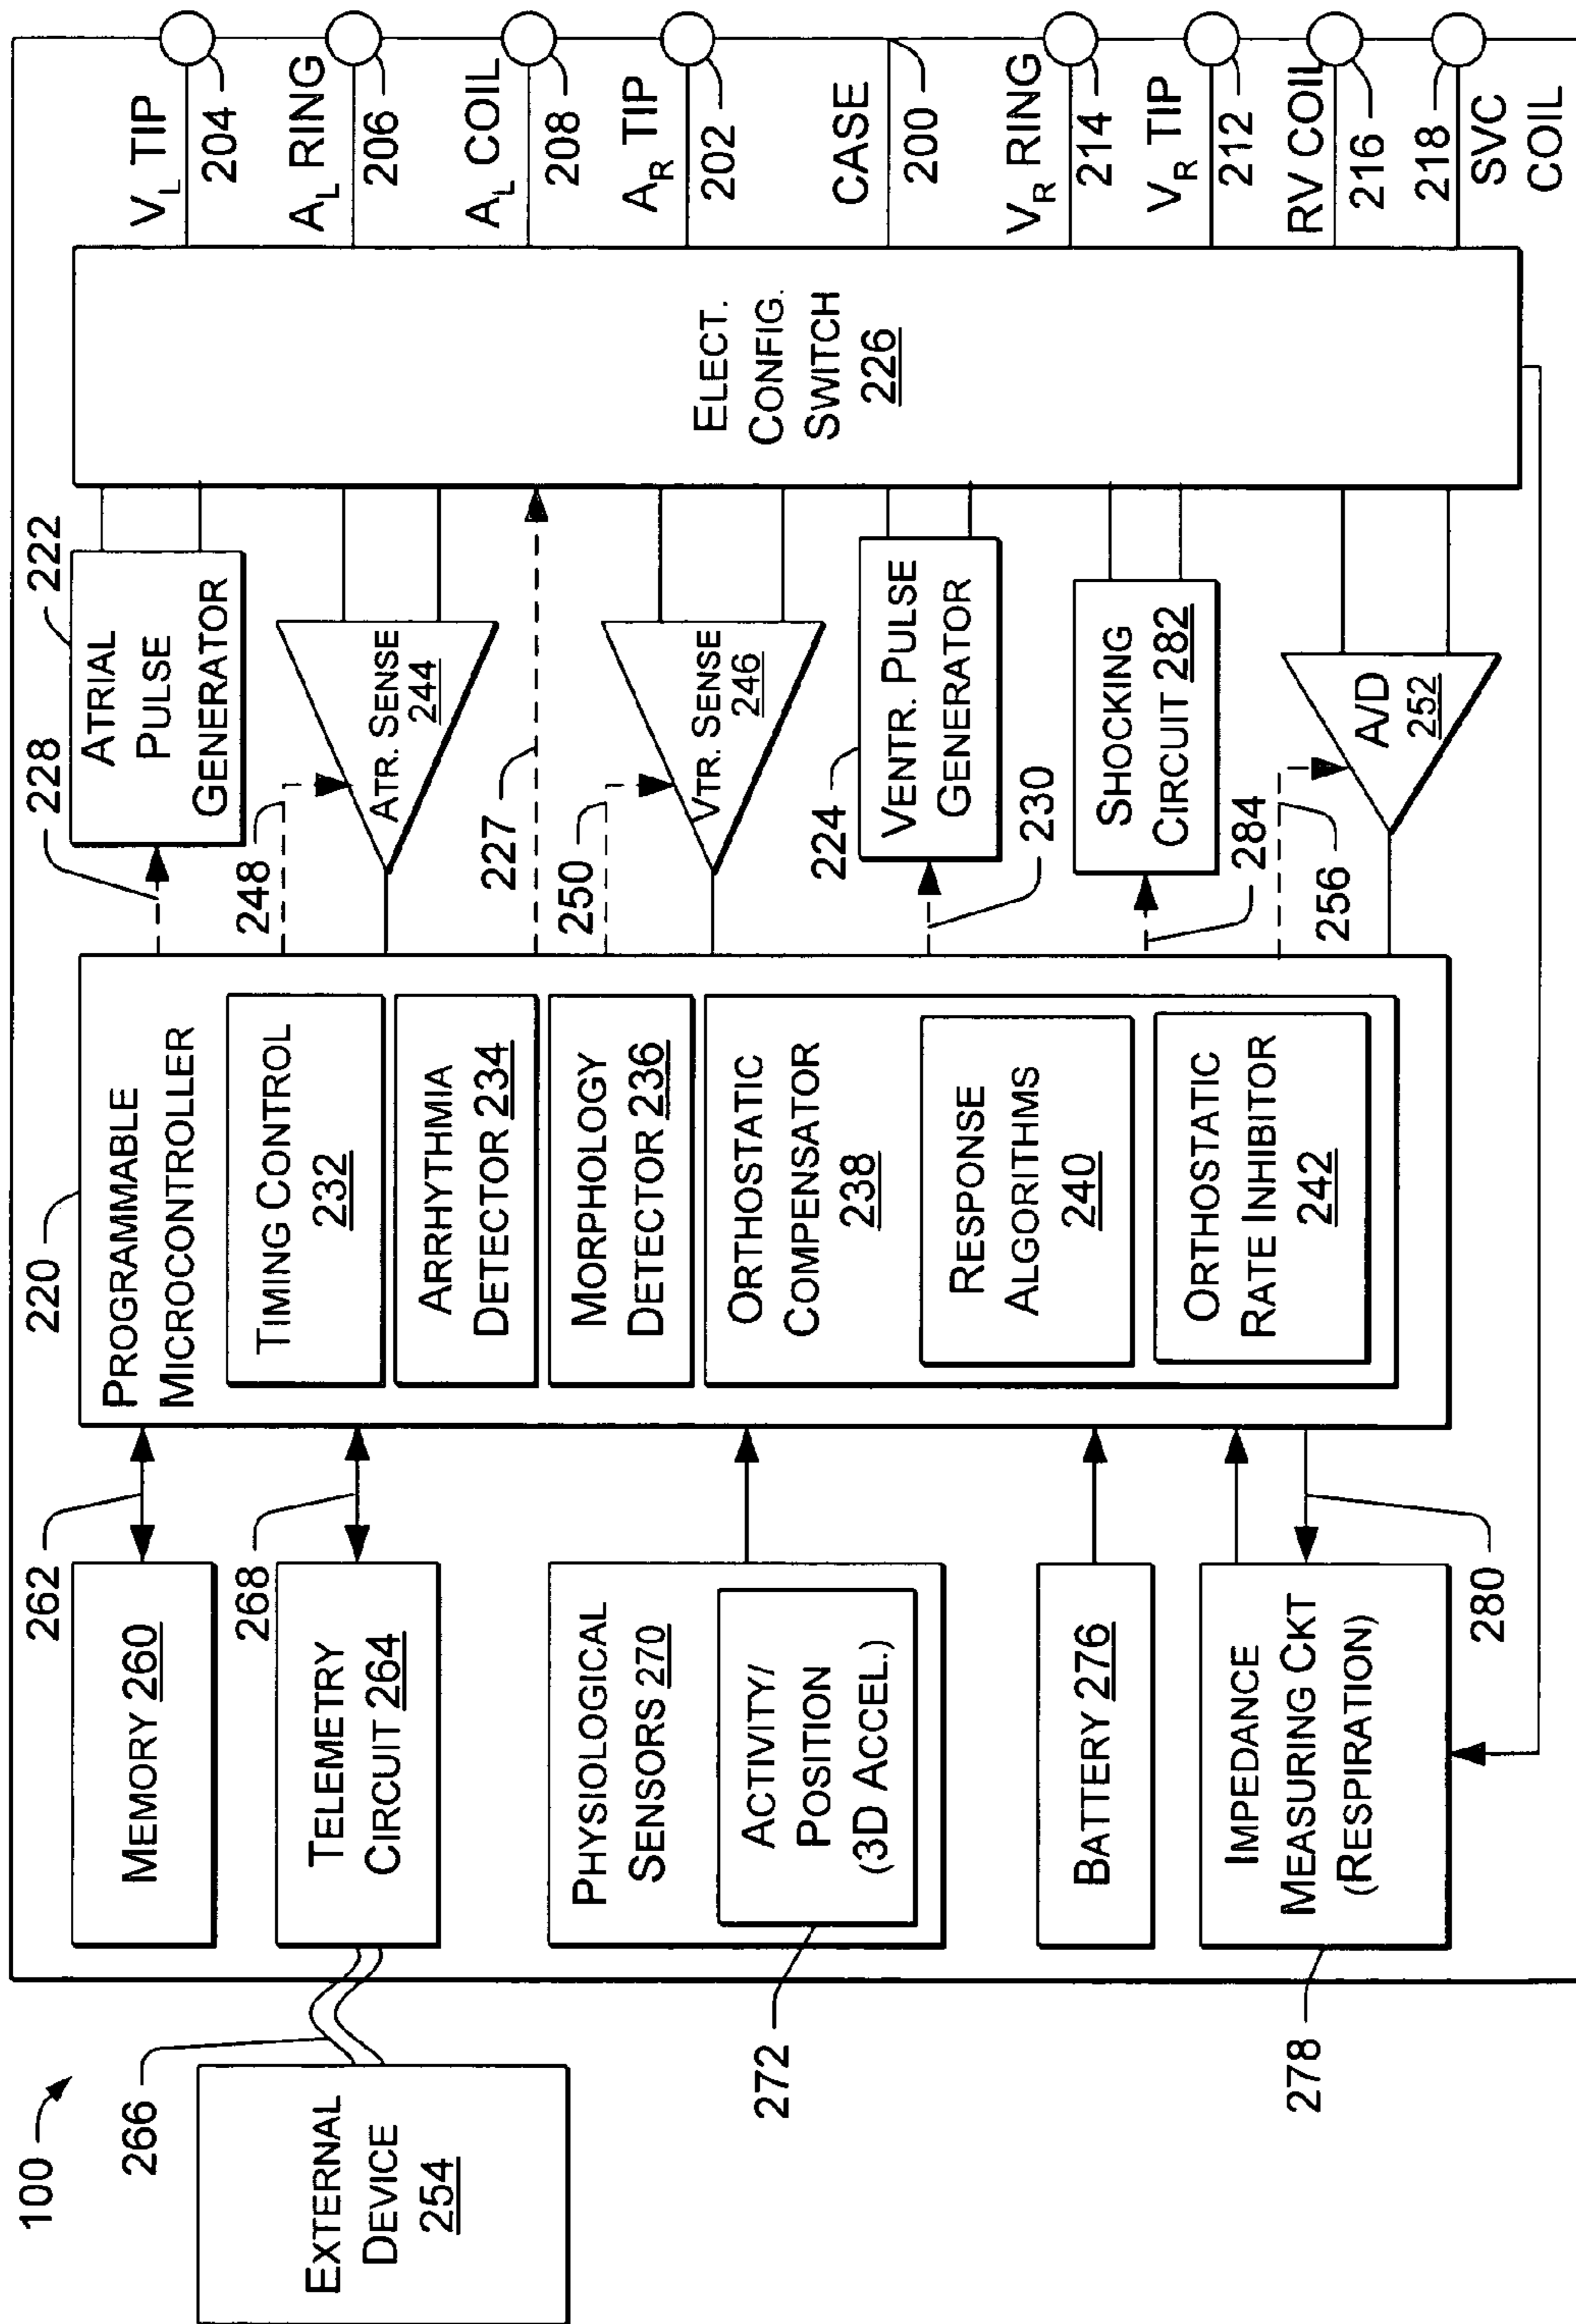 100
EXTERNAL
DEVICE
254
266
262
MEMORY 260
268
TELEMETRY
CIRCUIT 264
PHYSIOLOGICAL
SENSORS 270
ACTIVITY/
POSITION
(3D ACCEL.)
272
BATTERY 276
IMPEDANCE
MEASURING CKT
(RESPIRATION)
278
280
220
PROGRAMMABLE
MICROCONTROLLER
TIMING CONTROL
232
ARRHYTHMIA
DETECTOR 234
MORPHOLOGY
DETECTOR 236
ORTHOSTATIC
COMPENSATOR
238
RESPONSE
ALGORITHMS
240
ORTHOSTATIC
RATE INHIBITOR
242
228
222
ATRIAL
PULSE
GENERATOR
248
ATR. SENSE
244
227
250
VTR. SENSE
246
224
VENTR. PULSE
GENERATOR
230
SHOCKING
CIRCUIT 282
284
256
A/D
252
ELECT.
CONFIG.
SWITCH
226
VL TIP
204
AL RING
206
AL COIL
208
AR TIP
202
CASE
200
VR RING
214
VR TIP
212
RV COIL
216
218
SVC
COIL